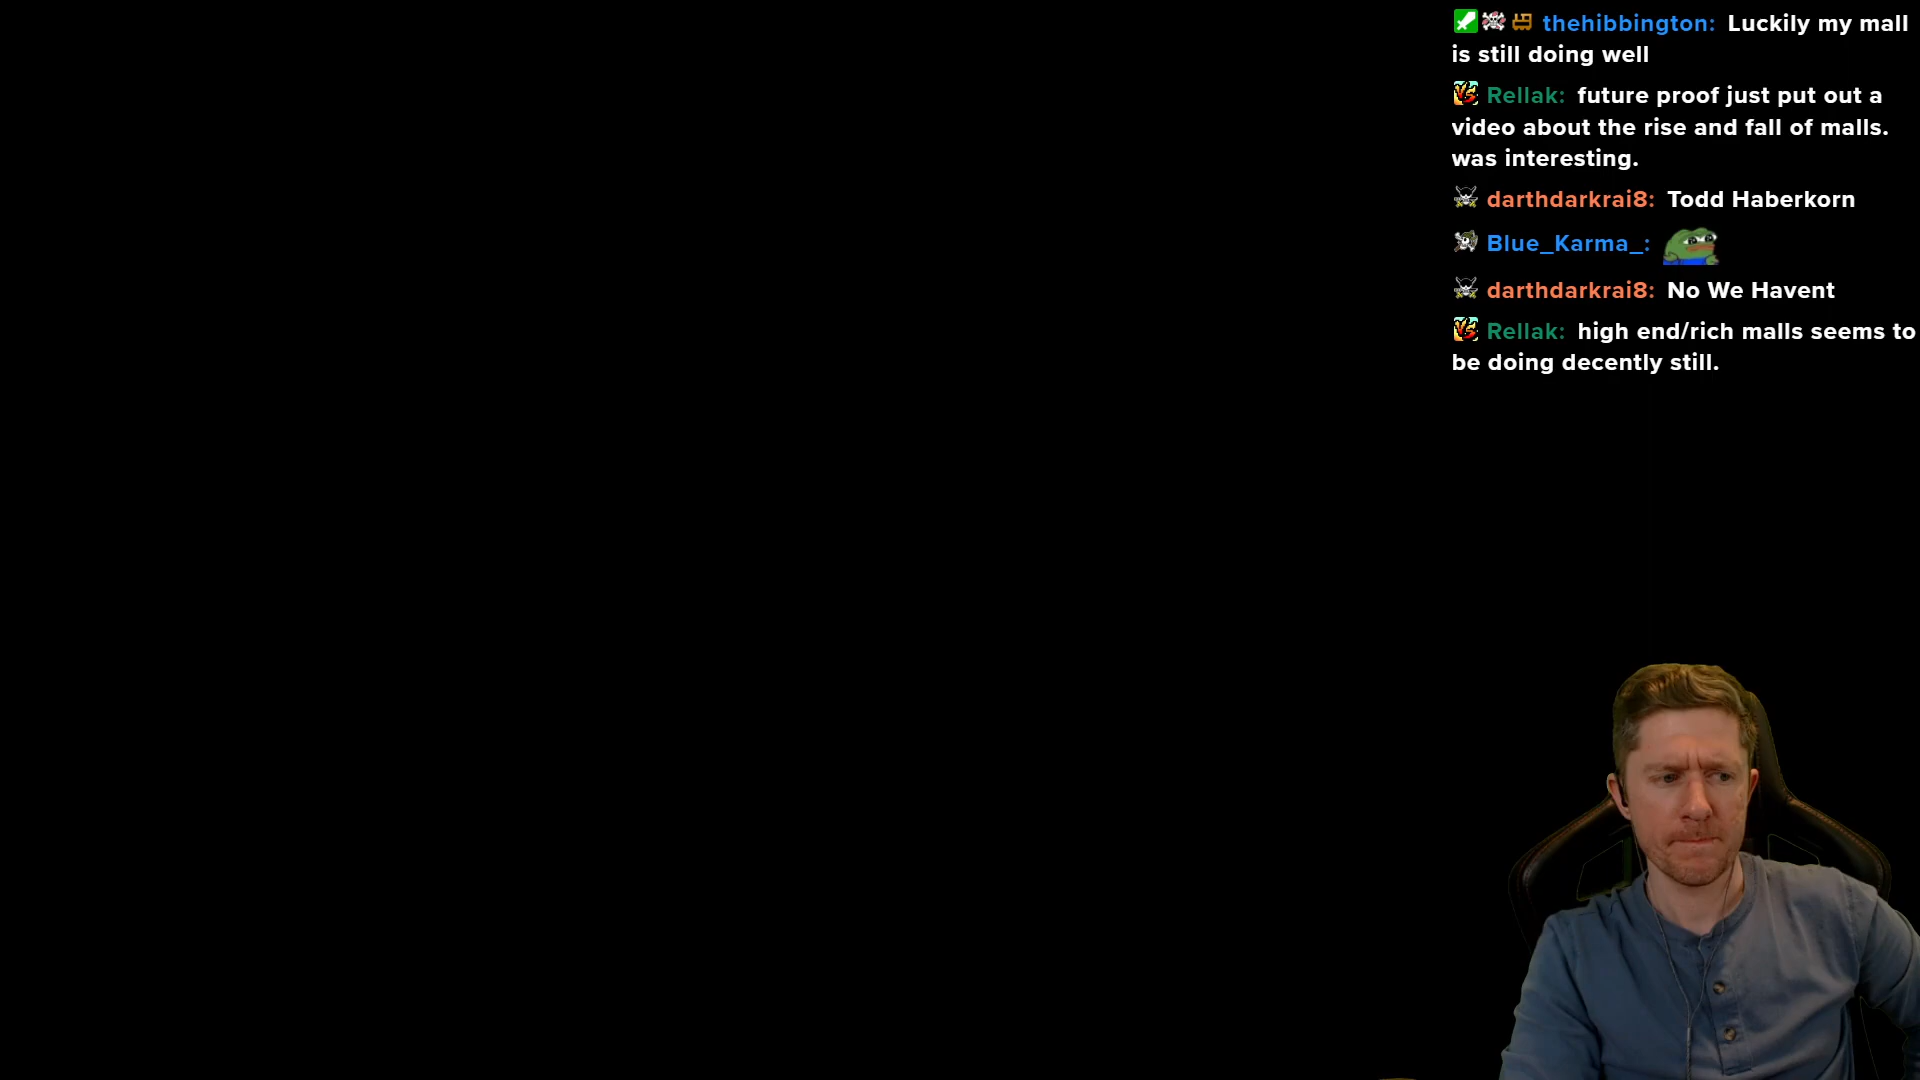 thehibbington: Luckily my mall
is still doing well
Rellak: future proof just put out a
video about the rise and fall of malls.
was interesting.
darthdarkrai8: Todd Haberkorn
Blue_Karma_:
darthdarkrai8: No We Havent
Rellak: high end/rich malls seems to
be doing decently still.